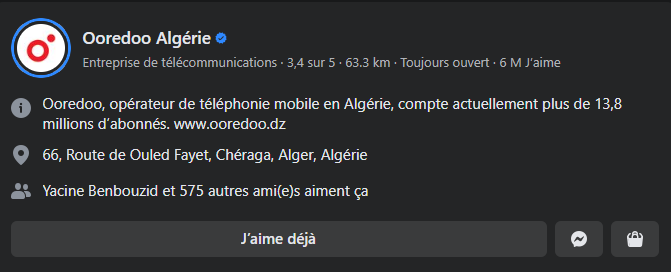 Ooredoo Algérie
Entreprise de télécommunications · 3,4 sur 5 · 63.3 km · Toujours ouvert · 6 M J’aime
Ooredoo, opérateur de téléphonie mobile en Algérie, compte actuellement plus de 13,8
millions d’abonnés. www.ooredoo.dz
66, Route de Ouled Fayet, Chéraga, Alger, Algérie
Yacine Benbouzid et 575 autres ami(e)s aiment ça
J’aime déjà